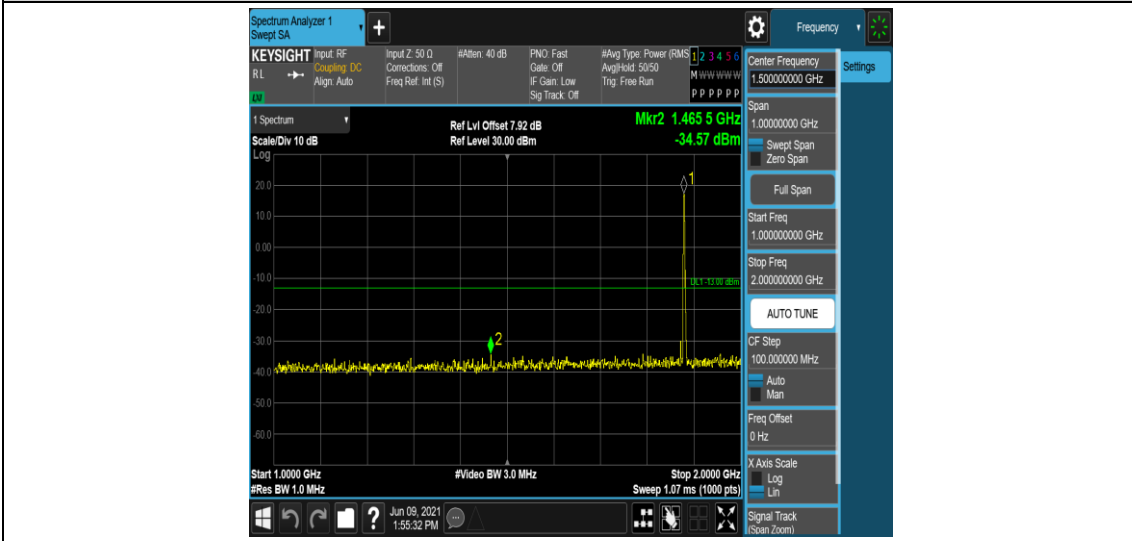 Spectrum Analyzer 1
Swept SA
+
Frequency
KEYSIGHT
R L
Input: RF
Coupling: DC
Align: Auto
Input Z: 50 Ω
Corrections: Off
Freq Ref: Int (S)
#Atten: 40 dB
PNO: Fast
Gate: Off
IF Gain: Low
Sig Track: Off
#Avg Type: Power (RMS
Avg|Hold: 50/50
Trig: Free Run
1 2 3 4 5 6
M W W W W W
P P P P P P
Center Frequency
1.500000000 GHz
Settings
Span
1.00000000 GHz
Swept Span
Zero Span
Full Span
Start Freq
1.000000000 GHz
Stop Freq
2.000000000 GHz
AUTO TUNE
CF Step
100.000000 MHz
Auto
Man
Freq Offset
0 Hz
X Axis Scale
Log
Lin
Signal Track
(Span Zoom)
1 Spectrum
Scale/Div 10 dB
Log
Ref Lvl Offset 7.92 dB
Ref Level 30.00 dBm
Mkr2 1.465 5 GHz
-34.57 dBm
20.0
10.0
0.00
-10.0
-20.0
-30.0
-40.0
-50.0
-60.0
1
DL1 -13.00 dBm
2
Start 1.0000 GHz
#Res BW 1.0 MHz
#Video BW 3.0 MHz
Stop 2.0000 GHz
Sweep 1.07 ms (1000 pts)
?
Jun 09, 2021
1:55:32 PM